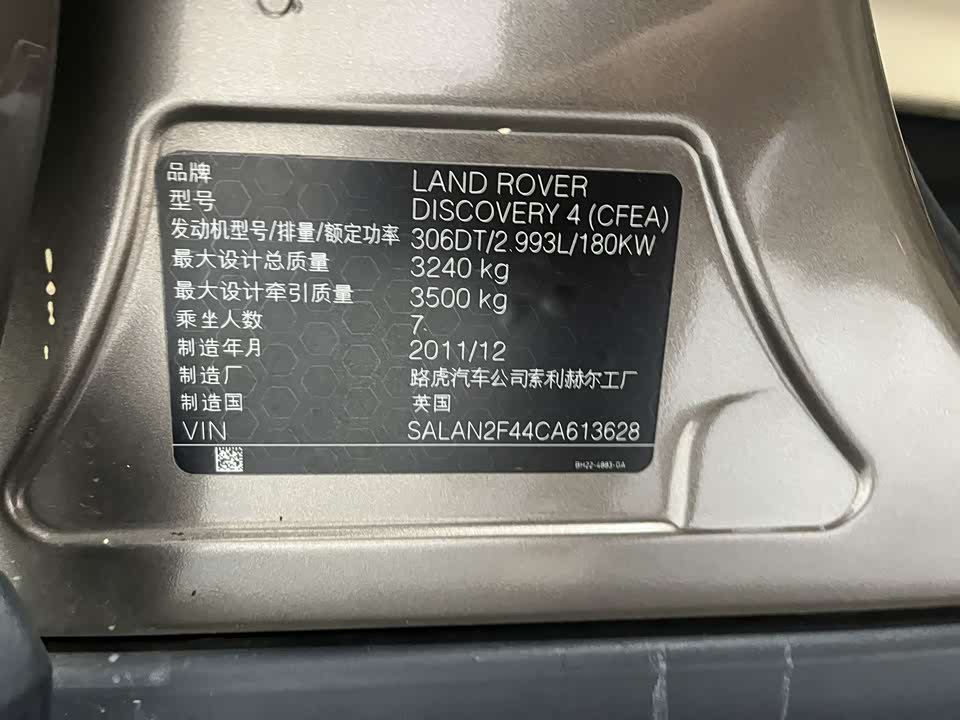 品牌 LAND ROVER
型号 DISCOVERY 4 (CFEA)
发动机型号/排量/额定功率 306DT/2.993L/180KW
最大设计总质量 3240 kg
最大设计牵引质量 3500 kg
乘坐人数 7
制造年月 2011/12
制造厂 路虎汽车公司索利赫尔工厂
制造国 英国
VIN SALAN2F44CA613628
BH22-4883-DA